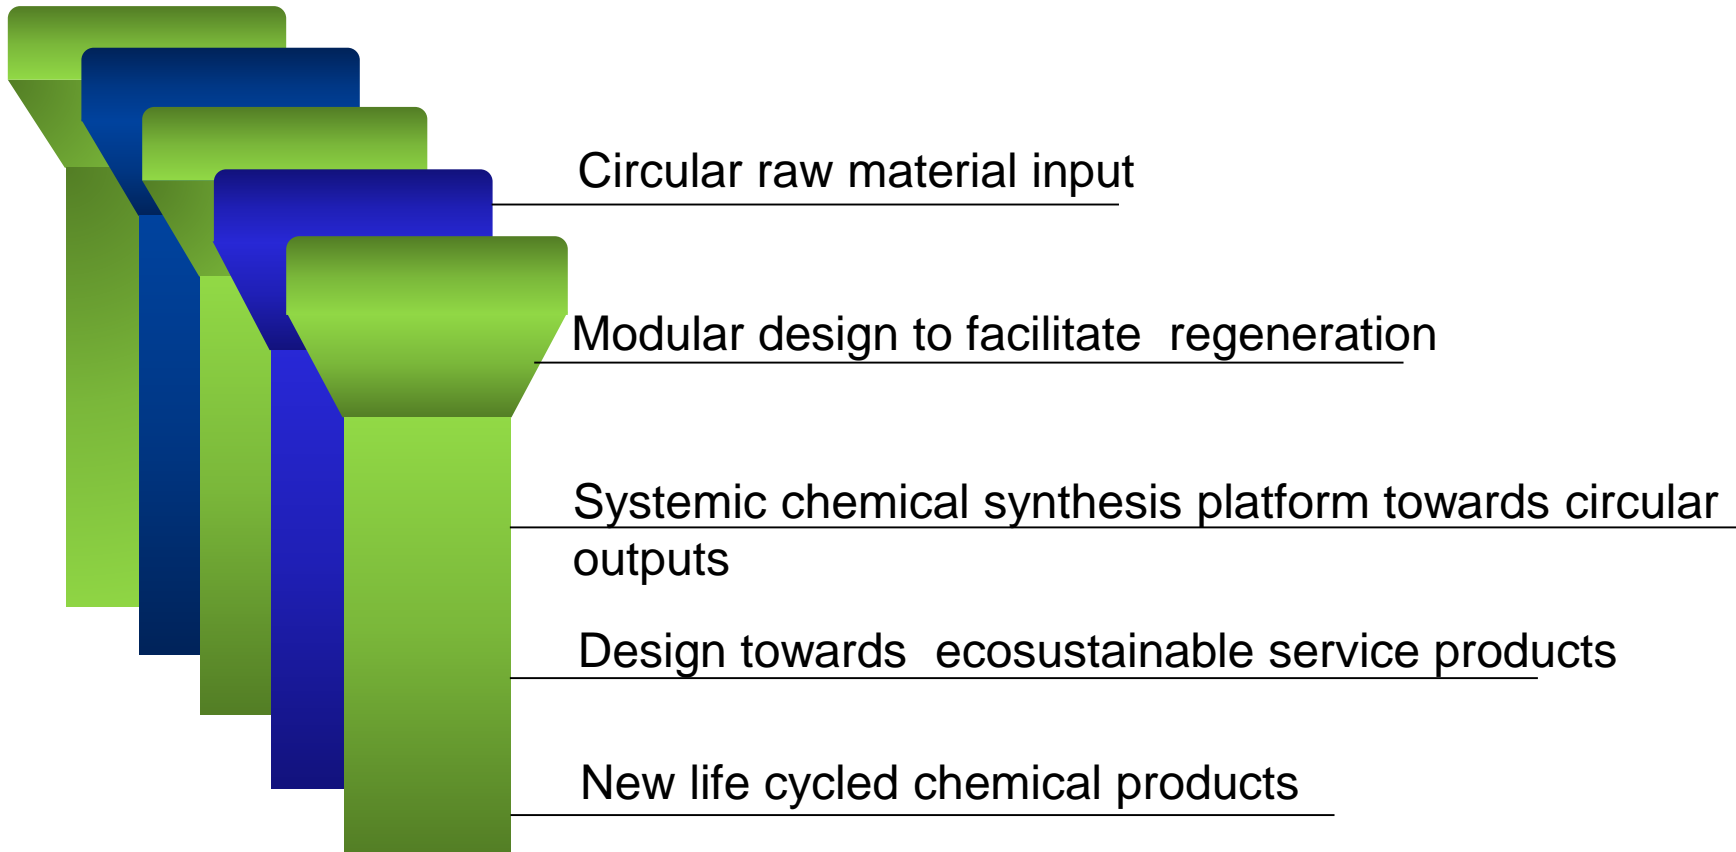 Circular raw material input
Modular design to facilitate  regeneration
Systemic chemical synthesis platform towards circular
outputs
Design towards  ecosustainable service products
New life cycled chemical products